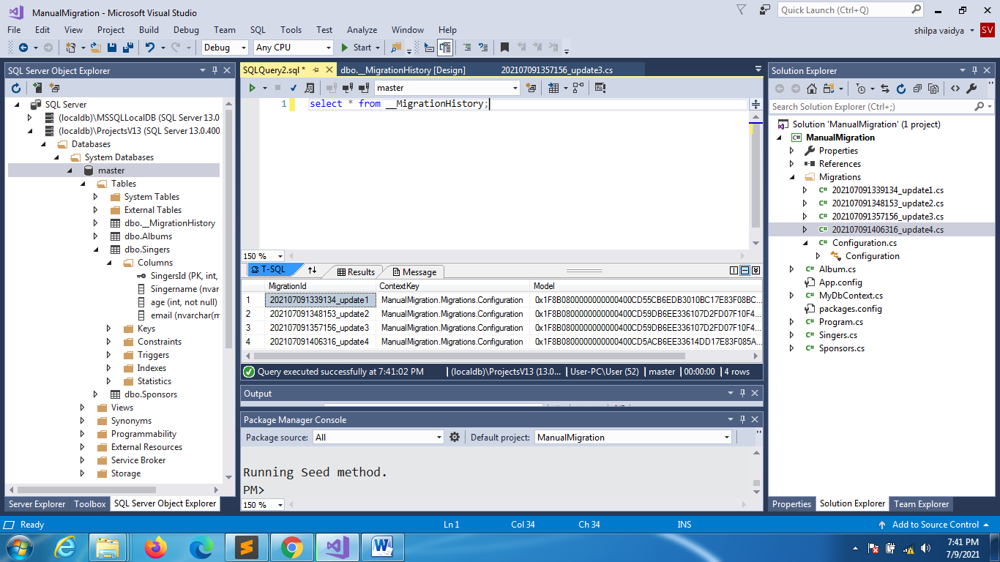 ManualMigration - Microsoft Visual Studio
Quick Launch (Ctrl+Q)
File Edit View Project Build Debug Team SQL Tools Test Analyze Window Help
shilpa vaidya SV
Debug Any CPU Start
SQL Server Object Explorer
SQL Server
(localdb)\MSSQLLocalDB (SQL Server 13.0
(localdb)\ProjectsV13 (SQL Server 13.0.400
Databases
System Databases
master
Tables
System Tables
External Tables
dbo.__MigrationHistory
dbo.Albums
dbo.Singers
Columns
SingersId (PK, int,
Singername (nvar
age (int, not null)
email (nvarchar(m
Keys
Constraints
Triggers
Indexes
Statistics
dbo.Sponsors
Views
Synonyms
Programmability
External Resources
Service Broker
Storage
Server Explorer Toolbox SQL Server Object Explorer
SQLQuery2.sql * dbo.__MigrationHistory [Design] 202107091357156_update3.cs
master
1 select * from __MigrationHistory;
150 %
T-SQL Results Message
MigrationId ContextKey Model
1 202107091339134_update1 ManualMigration.Migrations.Configuration 0x1F8B0800000000000400CD55CB6EDB3010BC17E83F08BC...
2 202107091348153_update2 ManualMigration.Migrations.Configuration 0x1F8B0800000000000400CD59DB6EE336107D2FD07F10F4...
3 202107091357156_update3 ManualMigration.Migrations.Configuration 0x1F8B0800000000000400CD59DB6EE336107D2FD07F10F4...
4 202107091406316_update4 ManualMigration.Migrations.Configuration 0x1F8B0800000000000400CD5ACB6EE33614DD17E83F085A...
Query executed successfully at 7:41:02 PM (localdb)\ProjectsV13 (13.0... User-PC\User (52) master 00:00:00 4 rows
Output
Package Manager Console
Package source: All Default project: ManualMigration
Running Seed method.
PM>
150 %
Solution Explorer
Search Solution Explorer (Ctrl+;)
Solution 'ManualMigration' (1 project)
ManualMigration
Properties
References
Migrations
202107091339134_update1.cs
202107091348153_update2.cs
202107091357156_update3.cs
202107091406316_update4.cs
Configuration.cs
Configuration
Album.cs
App.config
MyDbContext.cs
packages.config
Program.cs
Singers.cs
Sponsors.cs
Properties Solution Explorer Team Explorer
Ready Ln 1 Col 34 Ch 34 INS Add to Source Control
7:41 PM
7/9/2021